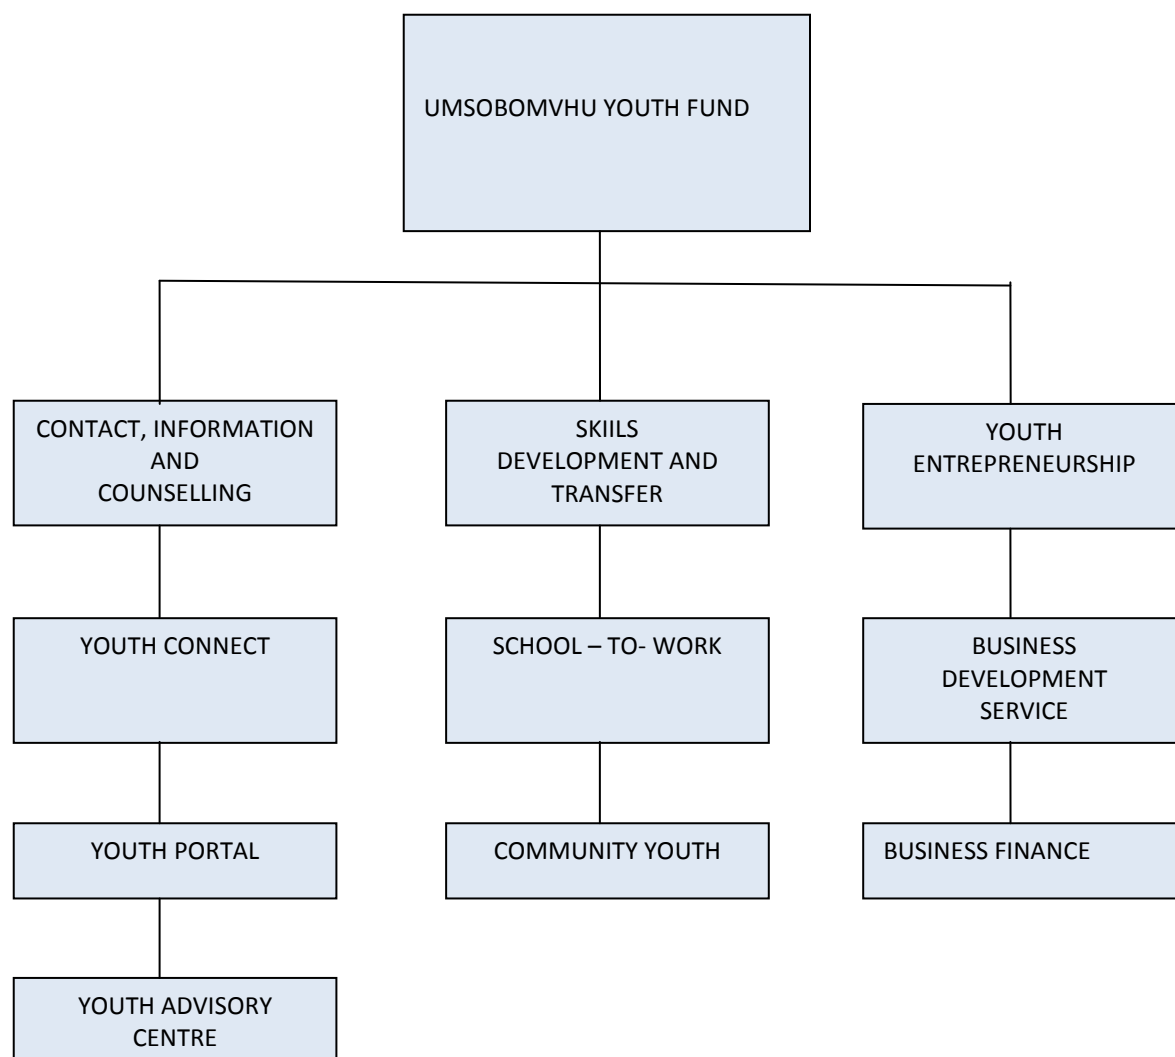 UMSOBOMVHU YOUTH FUND
CONTACT, INFORMATION
AND
COUNSELLING
SKIILS
DEVELOPMENT AND
TRANSFER
YOUTH
ENTREPRENEURSHIP
YOUTH CONNECT
SCHOOL – TO- WORK
BUSINESS
DEVELOPMENT
SERVICE
YOUTH PORTAL
COMMUNITY YOUTH
BUSINESS FINANCE
YOUTH ADVISORY
CENTRE